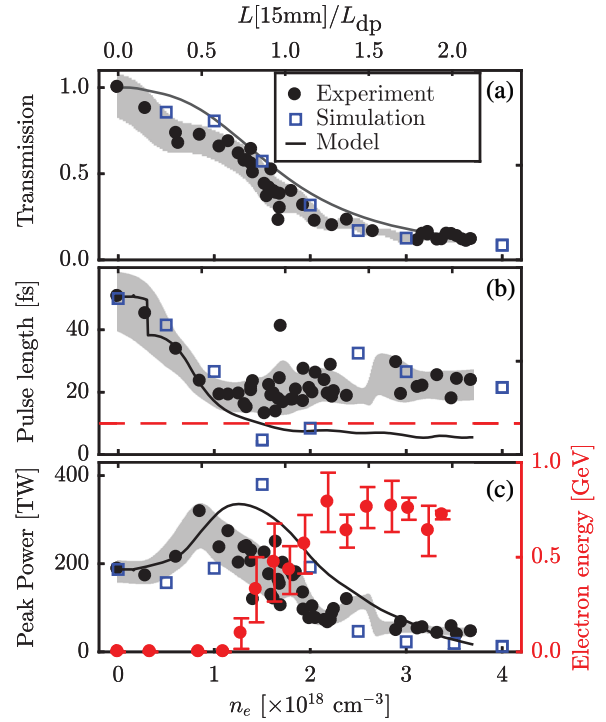 L[15mm]/L_dp
0.0 0.5 1.0 1.5 2.0
(a)
Experiment
Simulation
Model
Transmission
1.0
0.5
0.0
(b)
Pulse length [fs]
40
20
0
(c)
Peak Power [TW]
400
200
0
1.0
0.5
0.0
Electron energy [GeV]
0 1 2 3 4
n_e [×10^18 cm^−3]